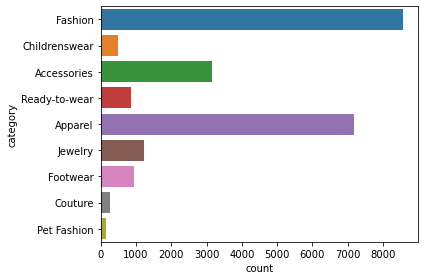 Fashion
Childrenswear
Accessories
Ready-to-wear
Apparel
Jewelry
Footwear
Couture
Pet Fashion
category
0 1000 2000 3000 4000 5000 6000 7000 8000
count